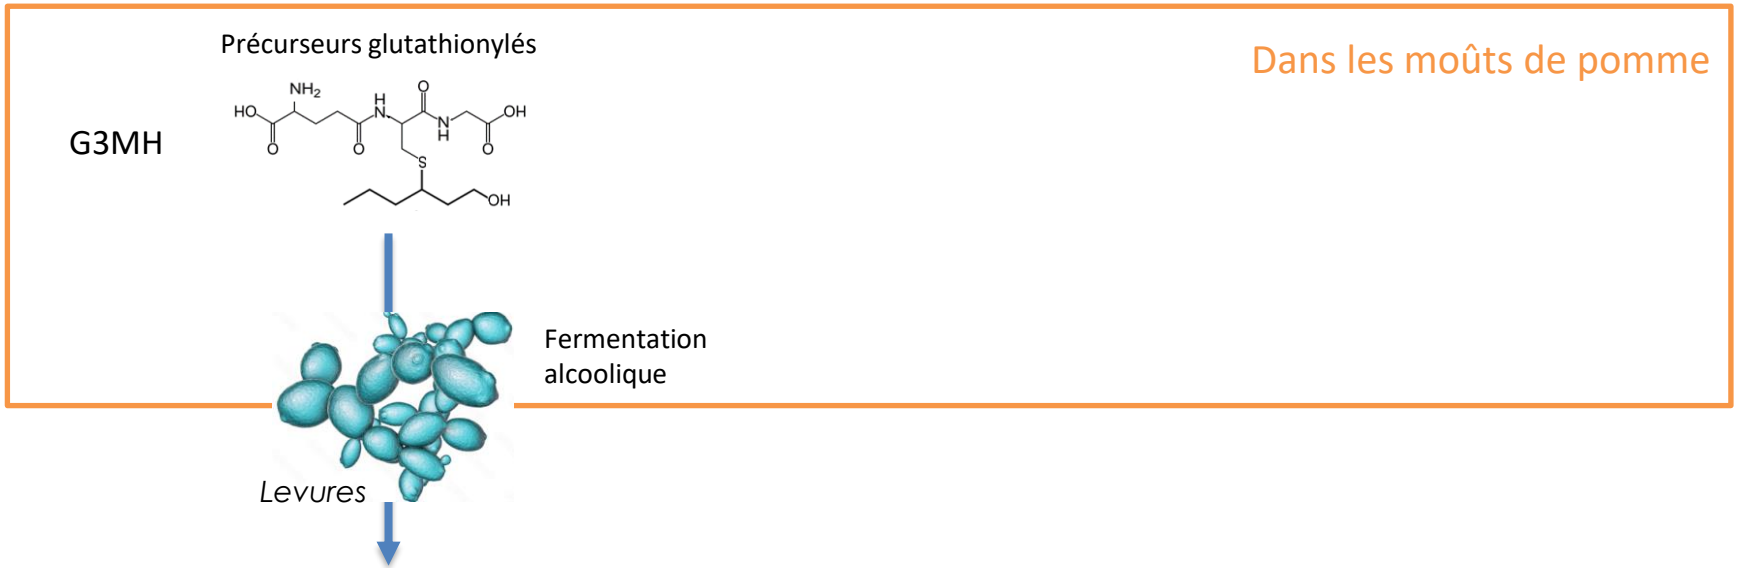 Précurseurs glutathionylés
Dans les moûts de pomme
G3MH
NH2
HO
O
O
H
N
O
N
H
OH
O
S
OH
Fermentation
alcoolique
Levures